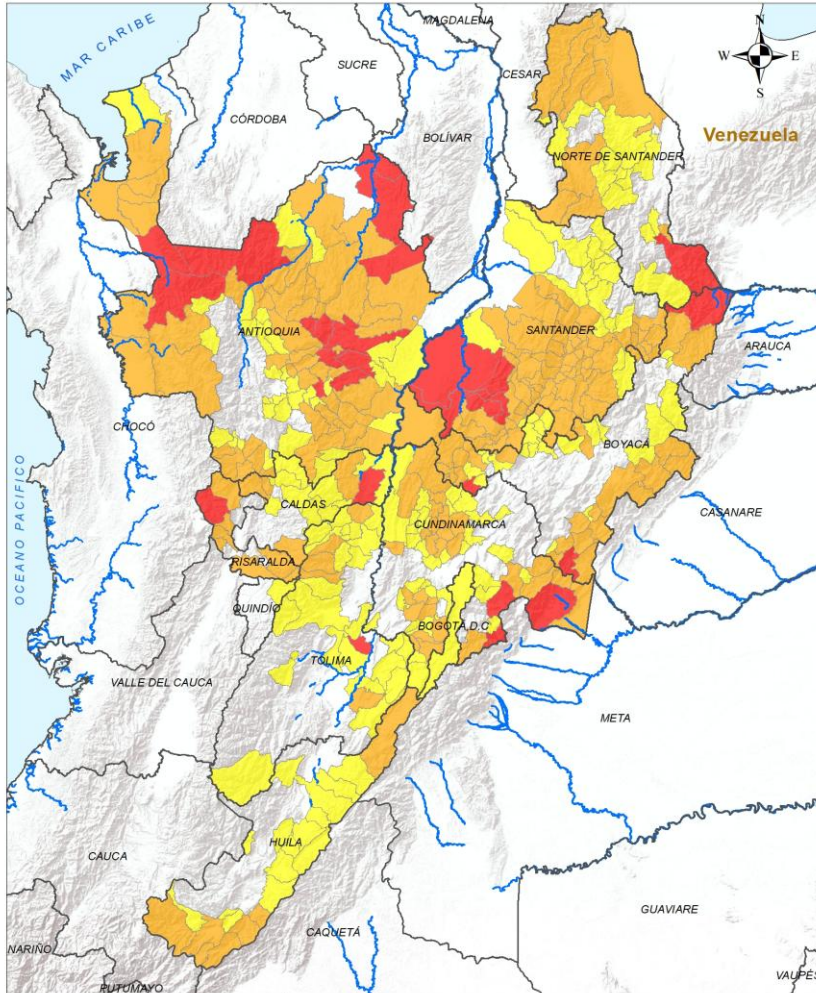 MAGDALENA
MAR CARIBE
SUCRE
CESAR
N
W E
S
CÓRDOBA
BOLÍVAR
Venezuela
NORTE DE SANTANDER
ANTIOQUIA
SANTANDER
ARAUCA
CHOCÓ
BOYACÁ
OCEANO PACIFICO
CALDAS
CUNDINAMARCA
CASANARE
RISARALDA
QUINDÍO
BOGOTÁ,D.C
TOLIMA
VALLE DEL CAUCA
META
HUILA
CAUCA
GUAVIARE
CAQUETÁ
NARIÑO
VAUPÉS
PUTUMAYO